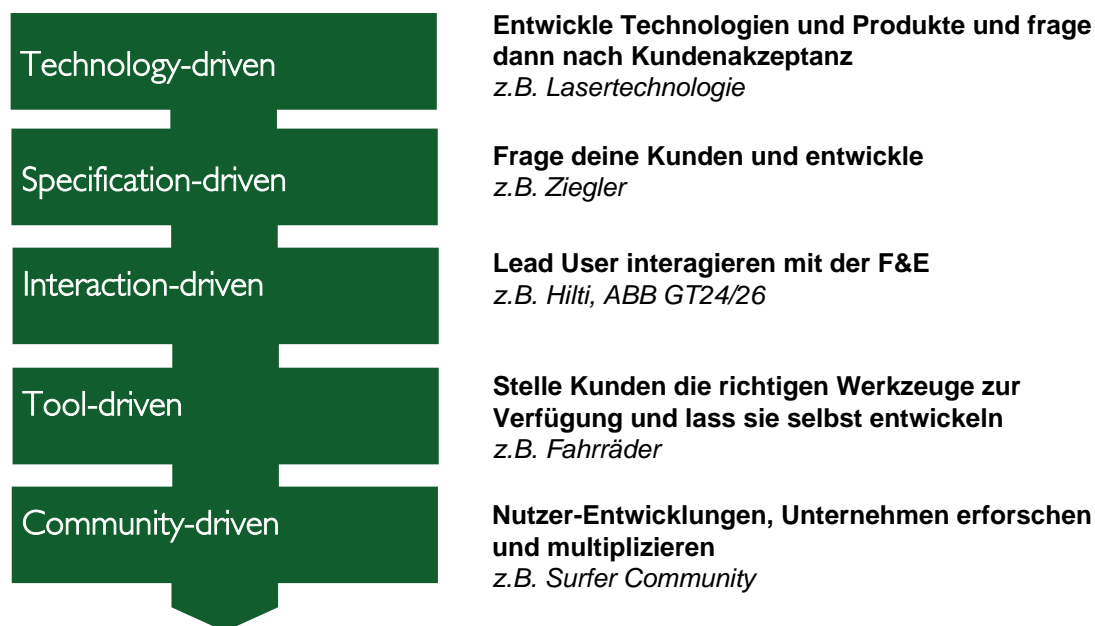 Technology-driven
Entwickle Technologien und Produkte und frage
dann nach Kundenakzeptanz
z.B. Lasertechnologie
Specification-driven
Frage deine Kunden und entwickle
z.B. Ziegler
Interaction-driven
Lead User interagieren mit der F&E
z.B. Hilti, ABB GT24/26
Tool-driven
Stelle Kunden die richtigen Werkzeuge zur
Verfügung und lass sie selbst entwickeln
z.B. Fahrräder
Community-driven
Nutzer-Entwicklungen, Unternehmen erforschen
und multiplizieren
z.B. Surfer Community